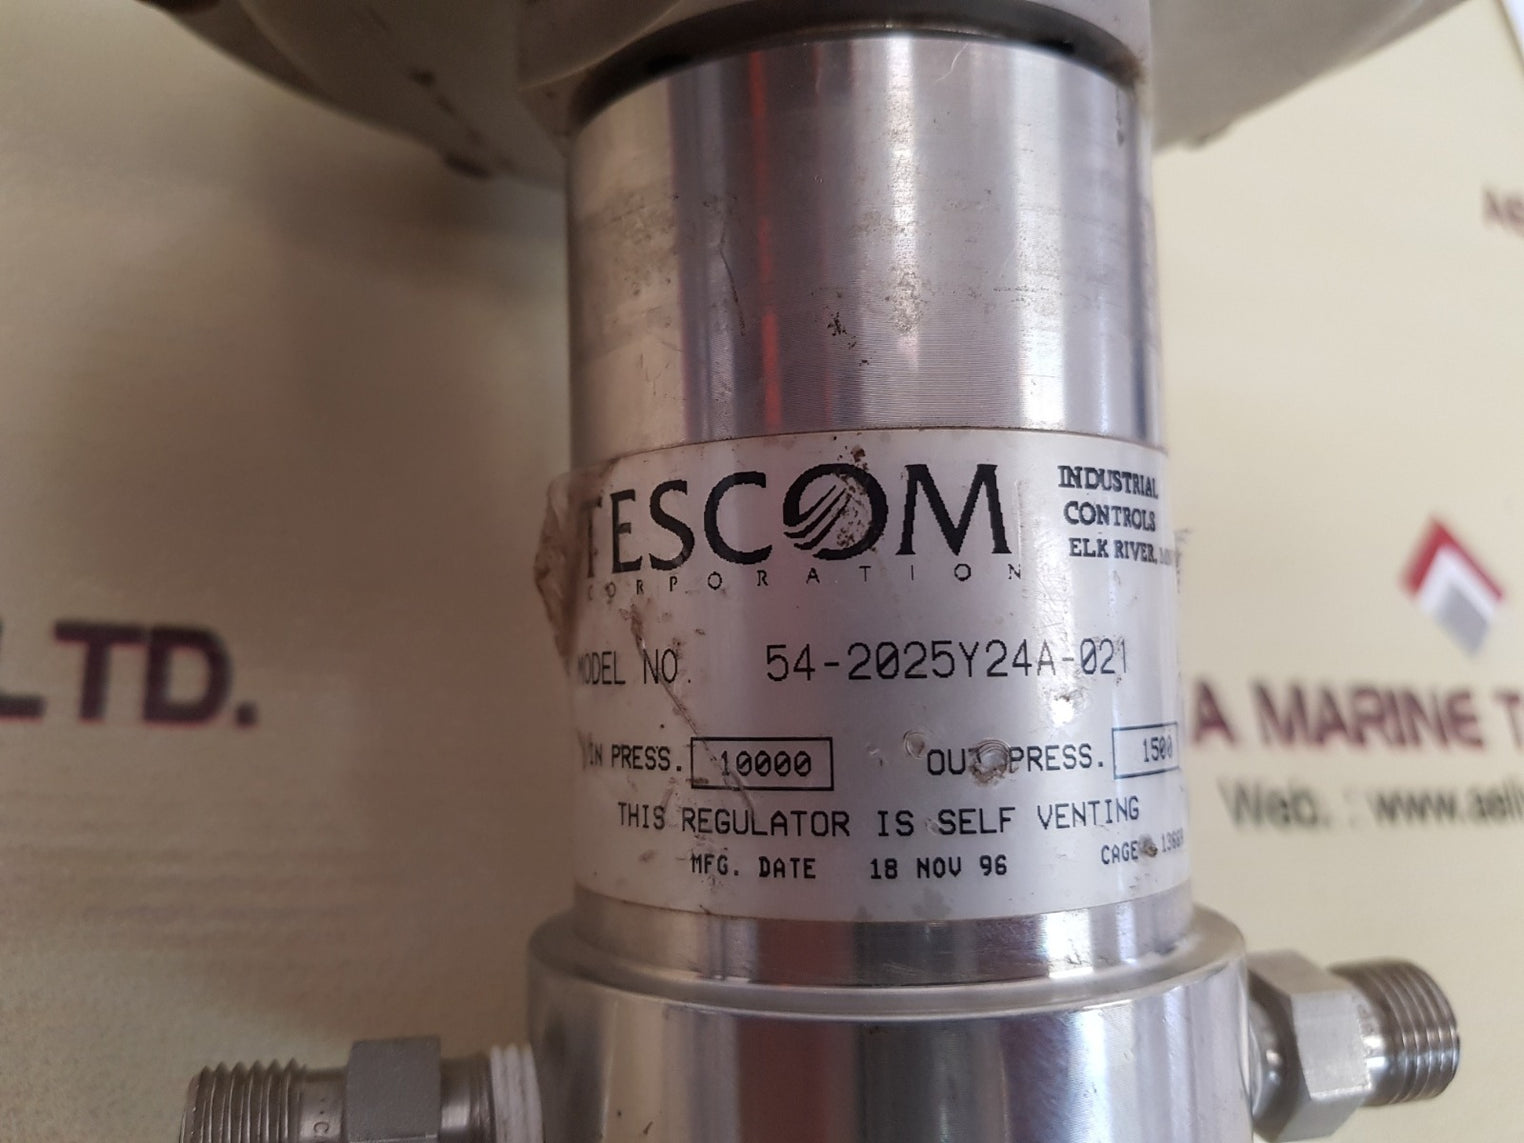 TESCOM
CORPORATION
INDUSTRIAL
CONTROLS
ELK RIVER,
MODEL NO. 54-2025Y24A-021
IN PRESS. 10000 OUT PRESS. 1500
THIS REGULATOR IS SELF VENTING
MFG. DATE 18 NOV 96 CAGE
LTD.
A MARINE
Web. : www.